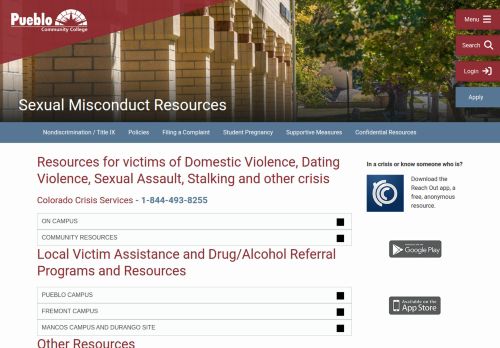 Pueblo
Community College
Menu
Search
Login
Apply
Sexual Misconduct Resources
Nondiscrimination / Title IX
Policies
Filing a Complaint
Student Pregnancy
Supportive Measures
Confidential Resources
Resources for victims of Domestic Violence, Dating
Violence, Sexual Assault, Stalking and other crisis
Colorado Crisis Services - 1-844-493-8255
ON CAMPUS
COMMUNITY RESOURCES
Local Victim Assistance and Drug/Alcohol Referral
Programs and Resources
PUEBLO CAMPUS
FREMONT CAMPUS
MANCOS CAMPUS AND DURANGO SITE
Other Resources
In a crisis or know someone who is?
Download the
Reach Out app, a
free, anonymous
resource.
Google Play
Available on the
App Store